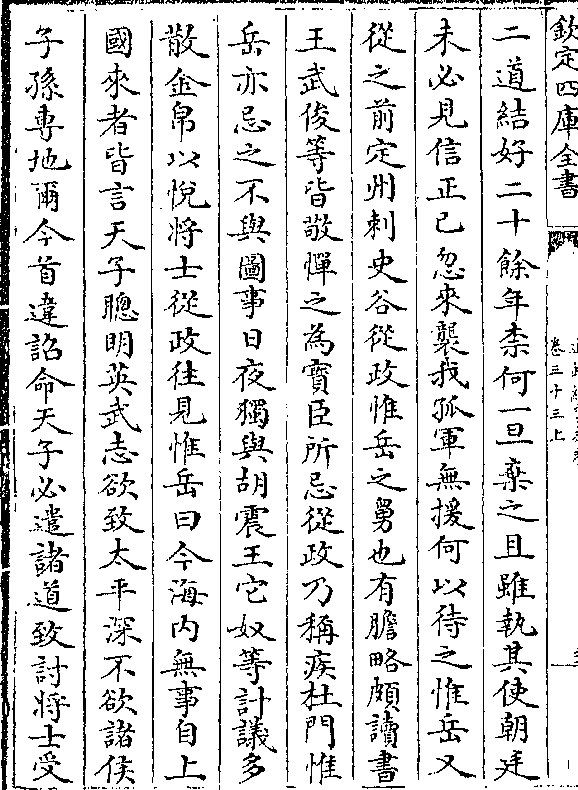 欽定四庫全書
卷三十三上
二道結好二十餘年柰何一旦棄之且雖執其使朝廷
未必見信正已忽來襲我孤軍無援何以待之惟岳又
從之前定州刺史谷從政惟岳之舅也有膽略頗讀書
王武俊等皆敬憚之為寳臣所忌從政乃稱疾杜門惟
岳亦忌之不與圖事日夜獨與胡震王它奴等計議多
散金帛以悅將士從政往見惟岳曰今海内無事自上
國來者皆言天子聰明英武志欲致太平深不欲諸侯
子孫専地爾今首違詔命天子必遣諸道致討將士受